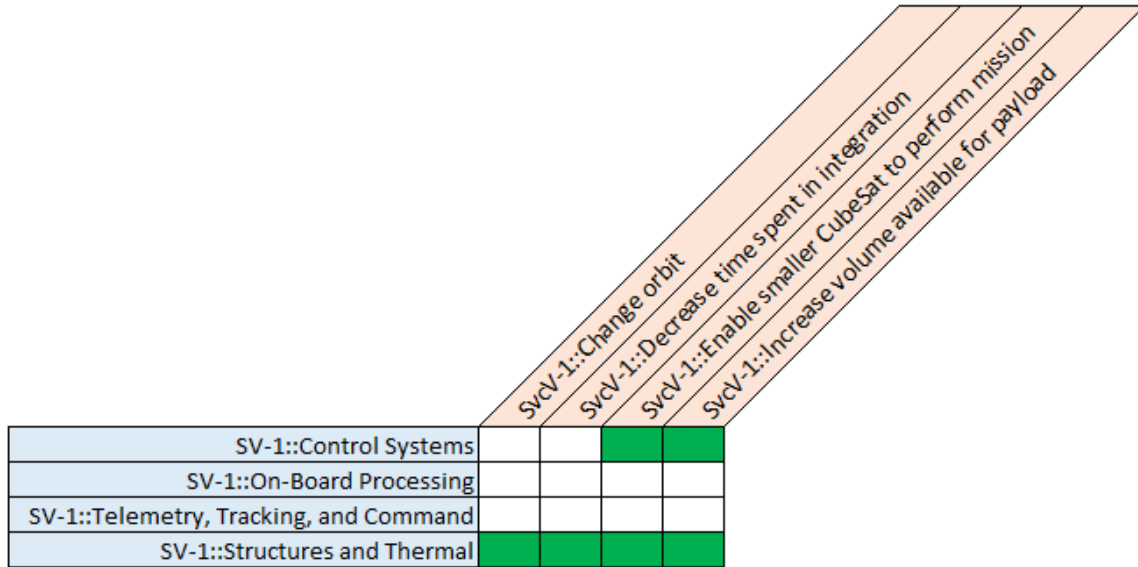 SvcV-1::Change orbit
SvcV-1::Decrease time spent in integration
SvcV-1::Enable smaller CubeSat to perform mission
SvcV-1::Increase volume available for payload
SV-1::Control Systems
SV-1::On-Board Processing
SV-1::Telemetry, Tracking, and Command
SV-1::Structures and Thermal